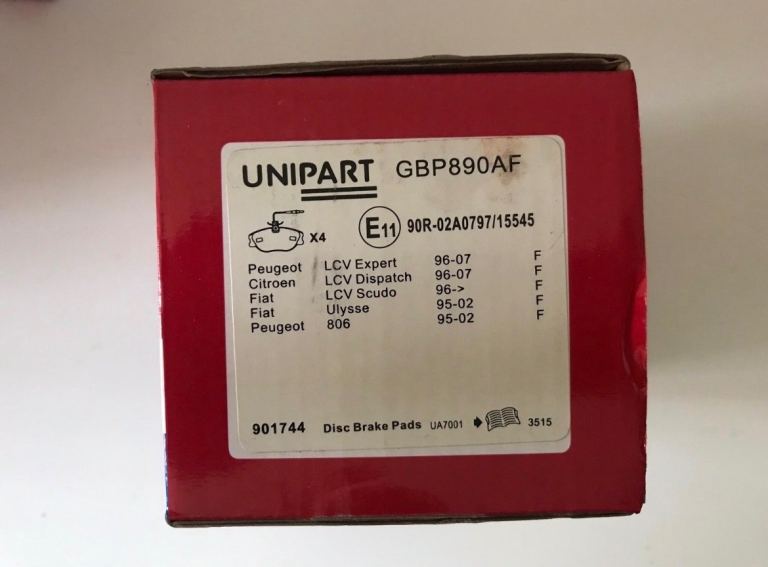 UNIPART GBP890AF
X4 E11 90R-02A0797/15545
Peugeot LCV Expert 96-07 F
Citroen LCV Dispatch 96-07 F
Fiat LCV Scudo 96-> F
Fiat Ulysse 95-02 F
Peugeot 806 95-02 F
901744 Disc Brake Pads UA7001 3515